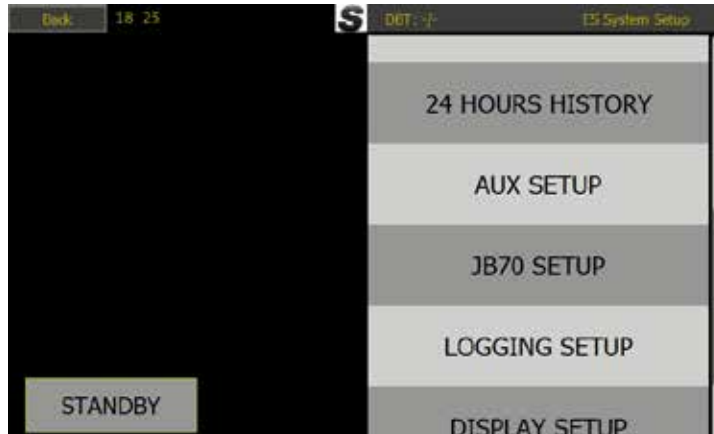 Back 18 25 S DBT: -/- ES System Setup
24 HOURS HISTORY
AUX SETUP
JB70 SETUP
LOGGING SETUP
STANDBY
DISPLAY SETUP